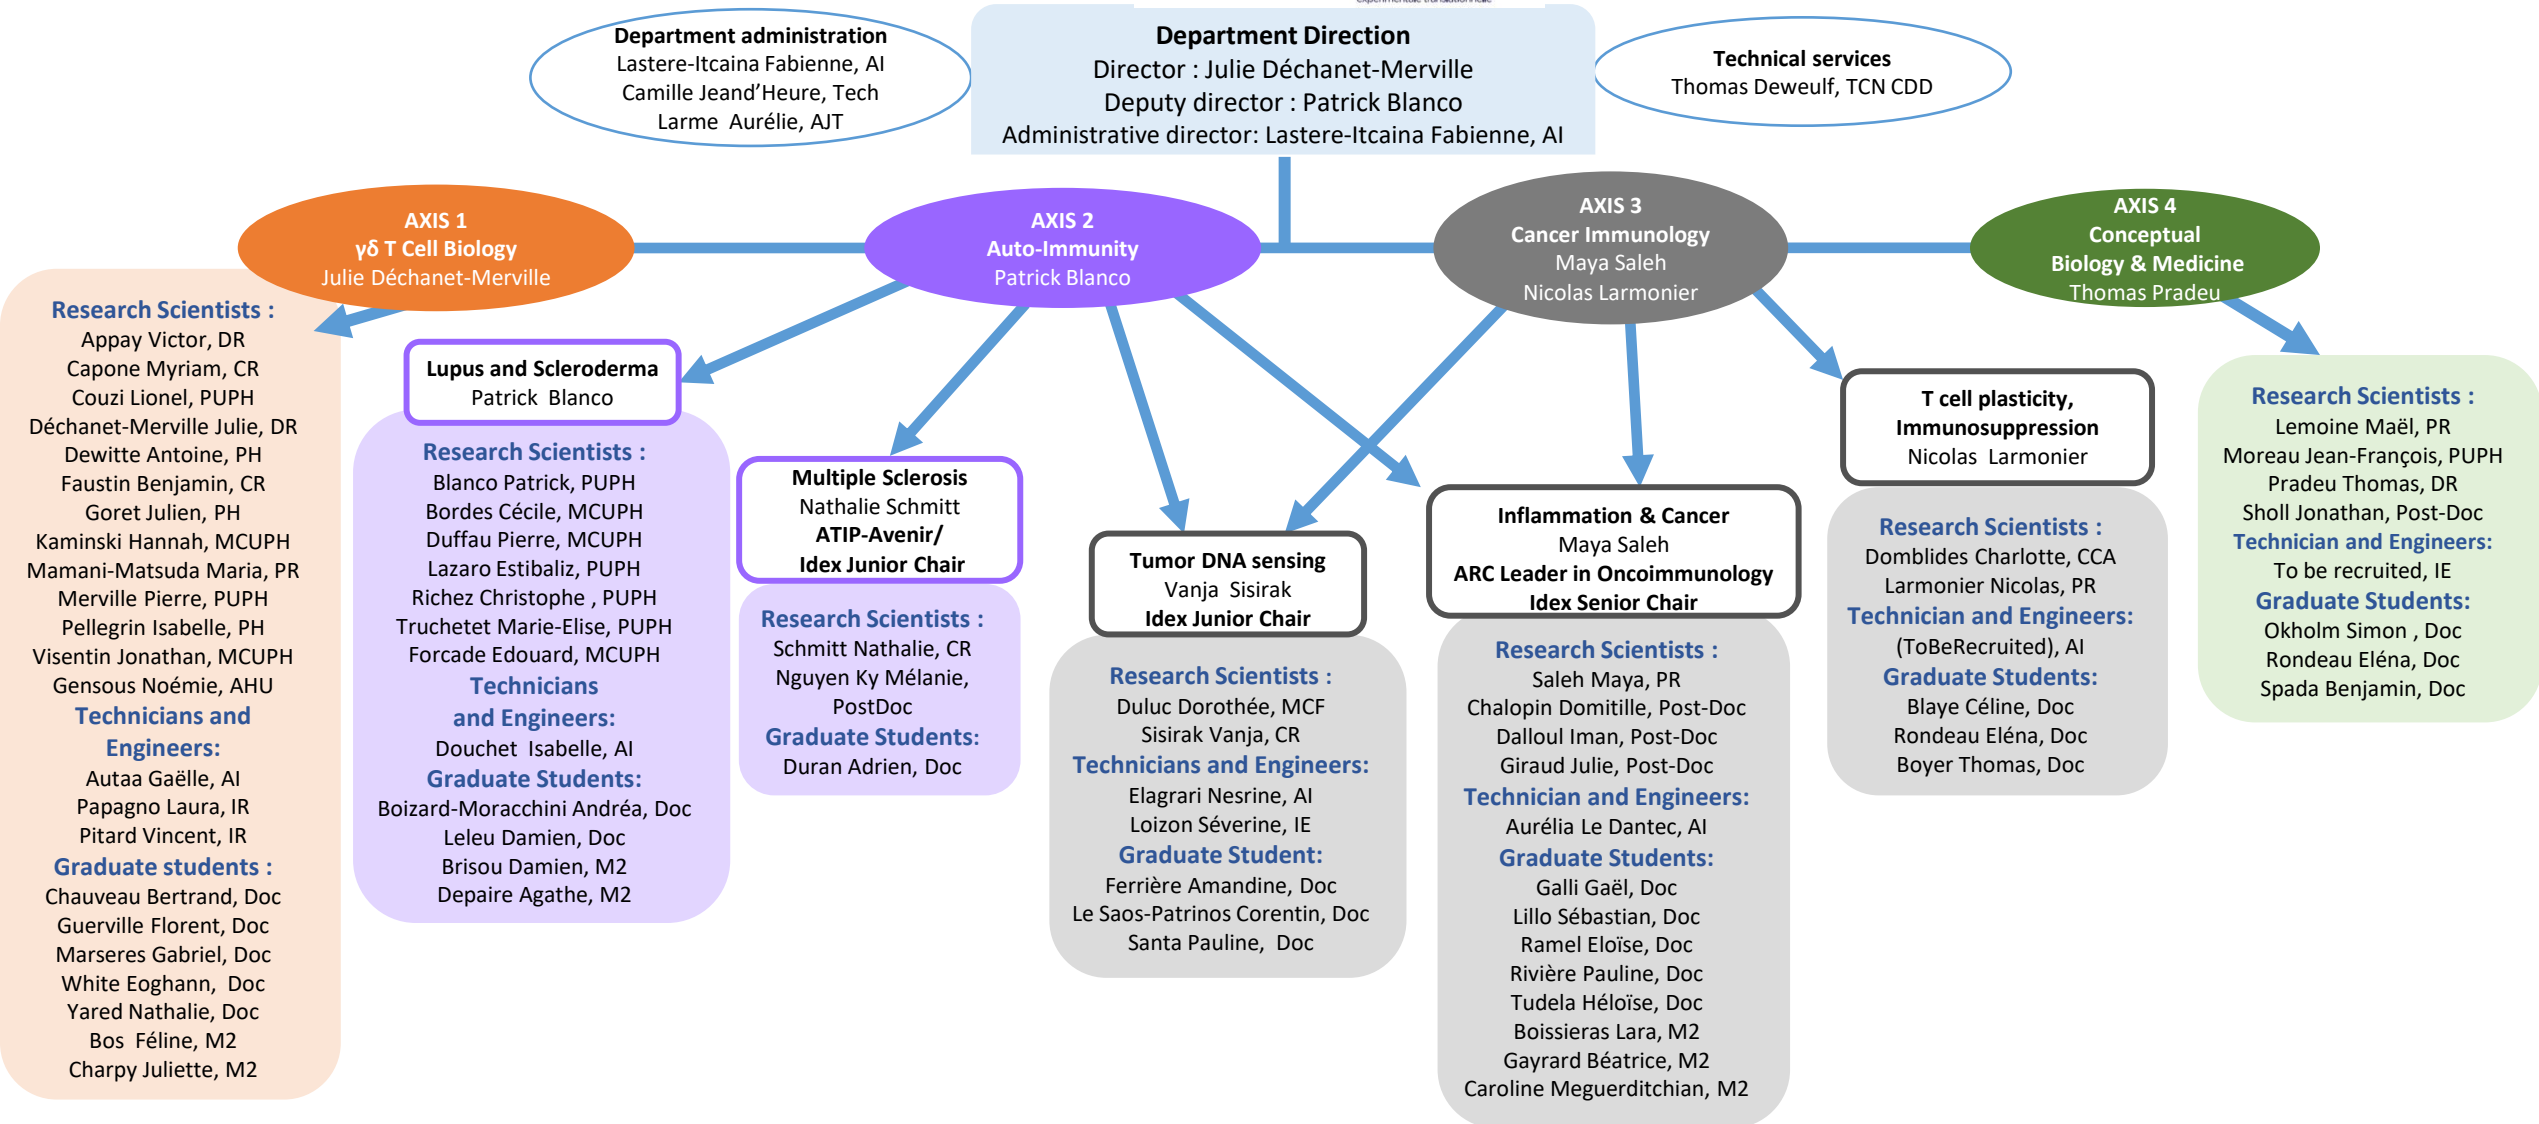 expérimentale translationnelle
Department administration
Lastere-Itcaina Fabienne, AI
Camille Jeand’Heure, Tech
Larme Aurélie, AJT
Department Direction
Director : Julie Déchanet-Merville
Deputy director : Patrick Blanco
Administrative director: Lastere-Itcaina Fabienne, AI
Technical services
Thomas Deweulf, TCN CDD
AXIS 1
γδ T Cell Biology
Julie Déchanet-Merville
AXIS 2
Auto-Immunity
Patrick Blanco
AXIS 3
Cancer Immunology
Maya Saleh
Nicolas Larmonier
AXIS 4
Conceptual
Biology & Medicine
Thomas Pradeu
Research Scientists :
Appay Victor, DR
Capone Myriam, CR
Couzi Lionel, PUPH
Déchanet-Merville Julie, DR
Dewitte Antoine, PH
Faustin Benjamin, CR
Goret Julien, PH
Kaminski Hannah, MCUPH
Mamani-Matsuda Maria, PR
Merville Pierre, PUPH
Pellegrin Isabelle, PH
Visentin Jonathan, MCUPH
Gensous Noémie, AHU
Technicians and
Engineers:
Autaa Gaëlle, AI
Papagno Laura, IR
Pitard Vincent, IR
Graduate students :
Chauveau Bertrand, Doc
Guerville Florent, Doc
Marseres Gabriel, Doc
White Eoghann, Doc
Yared Nathalie, Doc
Bos Féline, M2
Charpy Juliette, M2
Lupus and Scleroderma
Patrick Blanco
Research Scientists :
Blanco Patrick, PUPH
Bordes Cécile, MCUPH
Duffau Pierre, MCUPH
Lazaro Estibaliz, PUPH
Richez Christophe , PUPH
Truchetet Marie-Elise, PUPH
Forcade Edouard, MCUPH
Technicians
and Engineers:
Douchet Isabelle, AI
Graduate Students:
Boizard-Moracchini Andréa, Doc
Leleu Damien, Doc
Brisou Damien, M2
Depaire Agathe, M2
Multiple Sclerosis
Nathalie Schmitt
ATIP-Avenir/
Idex Junior Chair
Research Scientists :
Schmitt Nathalie, CR
Nguyen Ky Mélanie,
PostDoc
Graduate Students:
Duran Adrien, Doc
Tumor DNA sensing
Vanja Sisirak
Idex Junior Chair
Research Scientists :
Duluc Dorothée, MCF
Sisirak Vanja, CR
Technicians and Engineers:
Elagrari Nesrine, AI
Loizon Séverine, IE
Graduate Student:
Ferrière Amandine, Doc
Le Saos-Patrinos Corentin, Doc
Santa Pauline, Doc
Inflammation & Cancer
Maya Saleh
ARC Leader in Oncoimmunology
Idex Senior Chair
Research Scientists :
Saleh Maya, PR
Chalopin Domitille, Post-Doc
Dalloul Iman, Post-Doc
Giraud Julie, Post-Doc
Technician and Engineers:
Aurélia Le Dantec, AI
Graduate Students:
Galli Gaël, Doc
Lillo Sébastian, Doc
Ramel Eloïse, Doc
Rivière Pauline, Doc
Tudela Héloïse, Doc
Boissieras Lara, M2
Gayrard Béatrice, M2
Caroline Meguerditchian, M2
T cell plasticity,
Immunosuppression
Nicolas Larmonier
Research Scientists :
Domblides Charlotte, CCA
Larmonier Nicolas, PR
Technician and Engineers:
(ToBeRecruited), AI
Graduate Students:
Blaye Céline, Doc
Rondeau Eléna, Doc
Boyer Thomas, Doc
Research Scientists :
Lemoine Maël, PR
Moreau Jean-François, PUPH
Pradeu Thomas, DR
Sholl Jonathan, Post-Doc
Technician and Engineers:
To be recruited, IE
Graduate Students:
Okholm Simon , Doc
Rondeau Eléna, Doc
Spada Benjamin, Doc